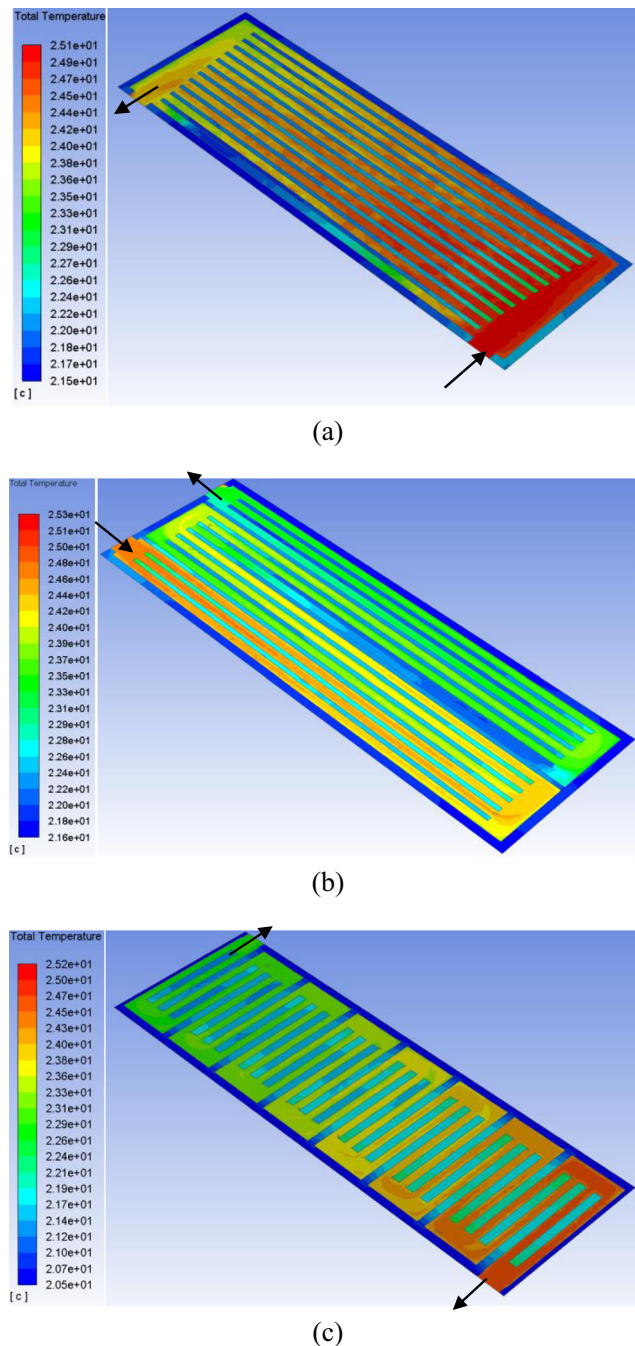 Total Temperature
2.51e+01
2.49e+01
2.47e+01
2.45e+01
2.44e+01
2.42e+01
2.40e+01
2.38e+01
2.36e+01
2.35e+01
2.33e+01
2.31e+01
2.29e+01
2.27e+01
2.26e+01
2.24e+01
2.22e+01
2.20e+01
2.18e+01
2.17e+01
2.15e+01
[ c ]
(a)
Total Temperature
2.53e+01
2.51e+01
2.50e+01
2.48e+01
2.46e+01
2.44e+01
2.42e+01
2.40e+01
2.39e+01
2.37e+01
2.35e+01
2.33e+01
2.31e+01
2.29e+01
2.28e+01
2.26e+01
2.24e+01
2.22e+01
2.20e+01
2.18e+01
2.16e+01
[ c ]
(b)
Total Temperature
2.52e+01
2.50e+01
2.47e+01
2.45e+01
2.43e+01
2.40e+01
2.38e+01
2.36e+01
2.33e+01
2.31e+01
2.28e+01
2.26e+01
2.24e+01
2.21e+01
2.19e+01
2.17e+01
2.14e+01
2.12e+01
2.10e+01
2.07e+01
2.05e+01
[ c ]
(c)